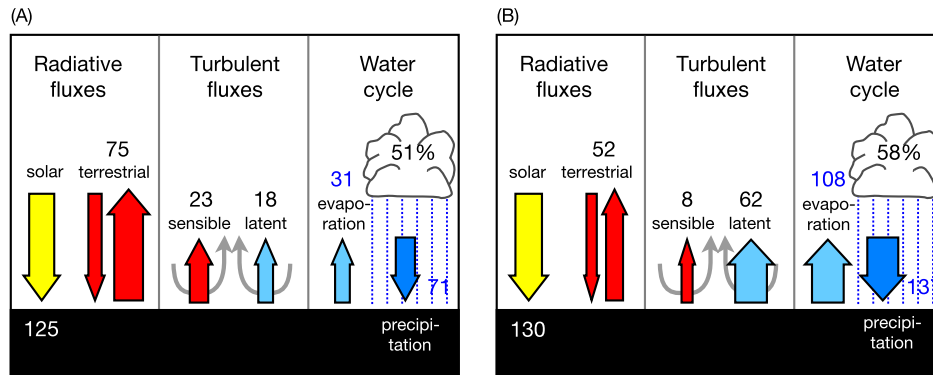 (A)
Radiative
fluxes
Turbulent
fluxes
Water
cycle
75
solar
terrestrial
23
sensible
18
latent
31
evapo-
ration
51%
71
125
precipi-
tation
(B)
Radiative
fluxes
Turbulent
fluxes
Water
cycle
52
solar
terrestrial
8
sensible
62
latent
108
evapo-
ration
58%
13
130
precipi-
tation